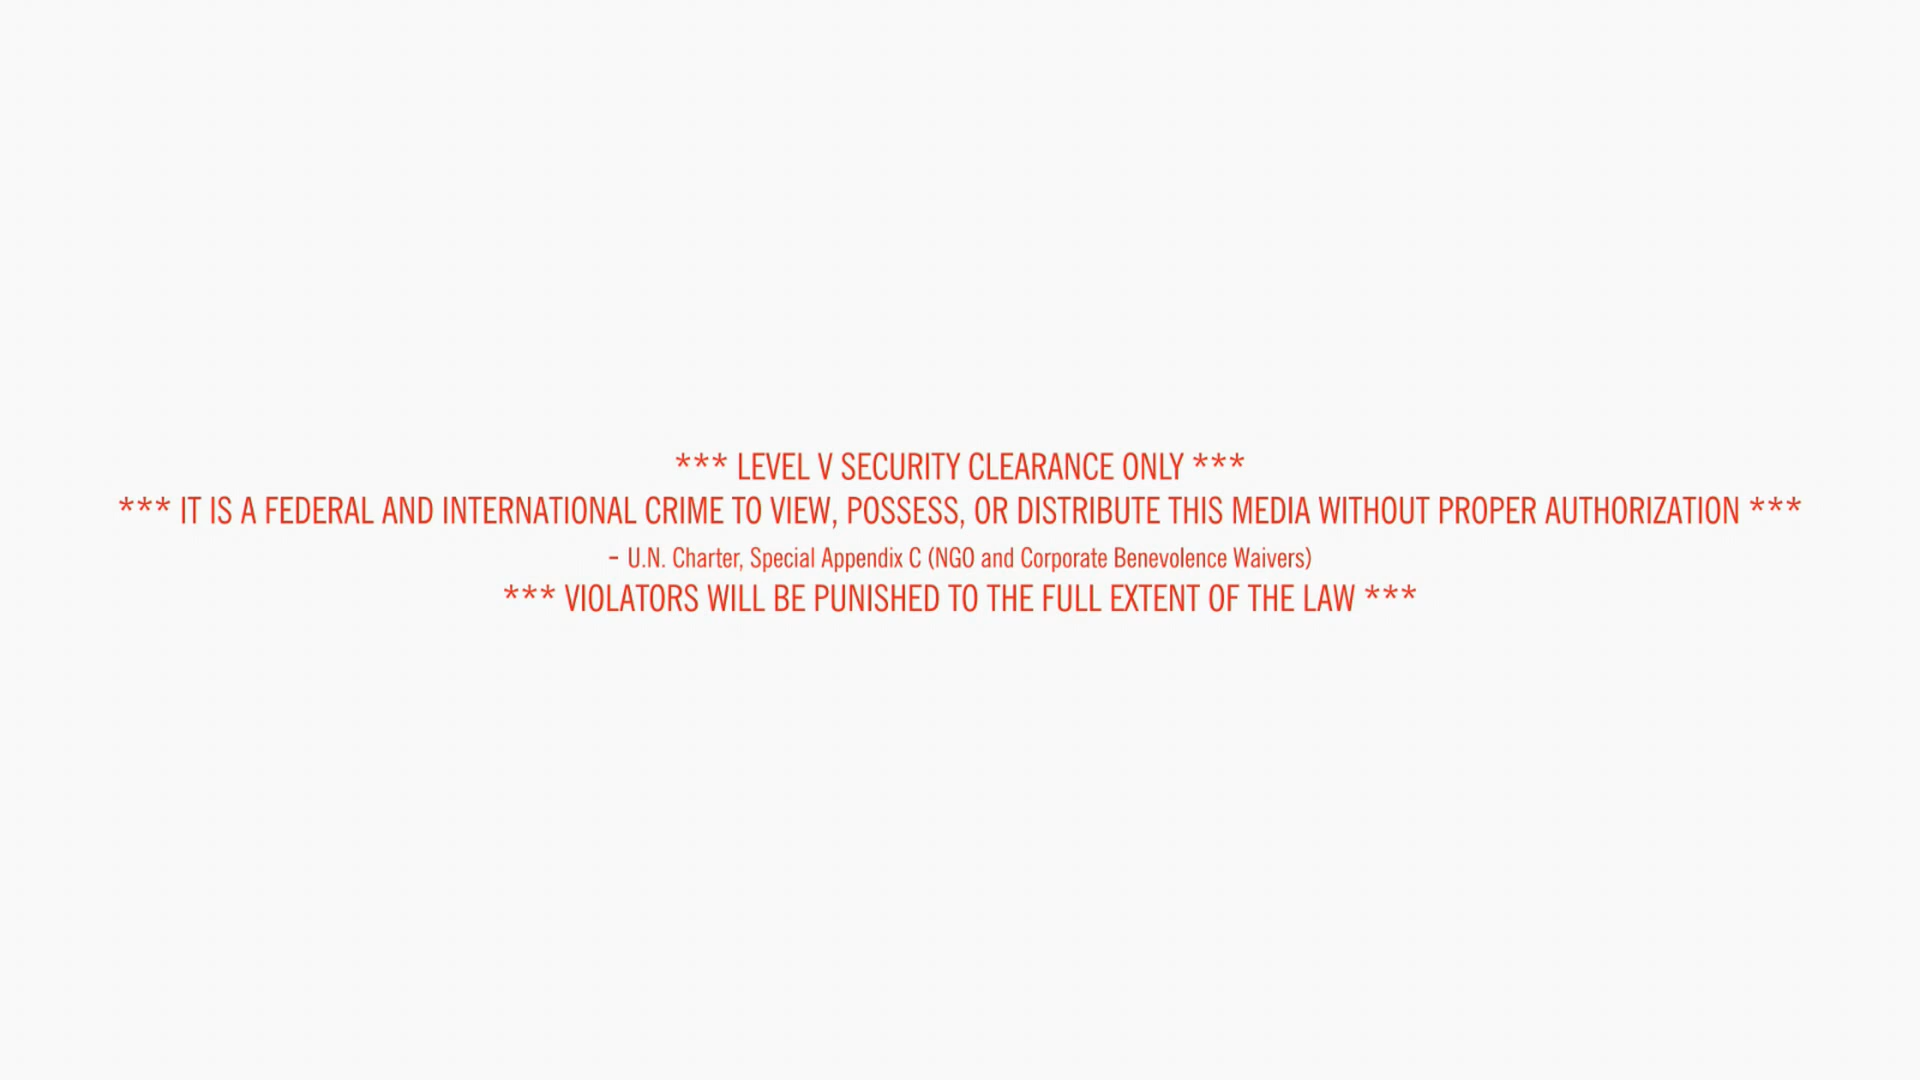 *** LEVEL V SECURITY CLEARANCE ONLY ***
*** IT IS A FEDERAL AND INTERNATIONAL CRIME TO VIEW, POSSESS, OR DISTRIBUTE THIS MEDIA WITHOUT PROPER AUTHORIZATION ***
– U.N. Charter, Special Appendix C (NGO and Corporate Benevolence Waivers)
*** VIOLATORS WILL BE PUNISHED TO THE FULL EXTENT OF THE LAW ***